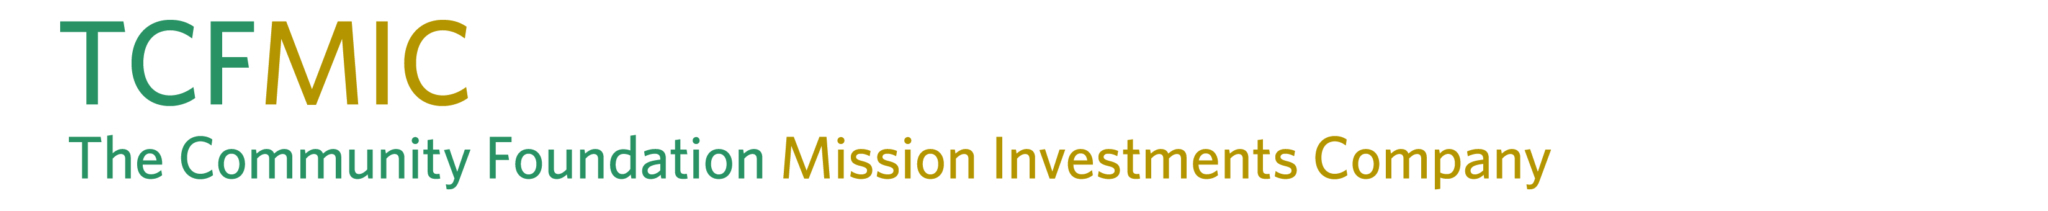 TCFMIC
The Community Foundation Mission Investments Company